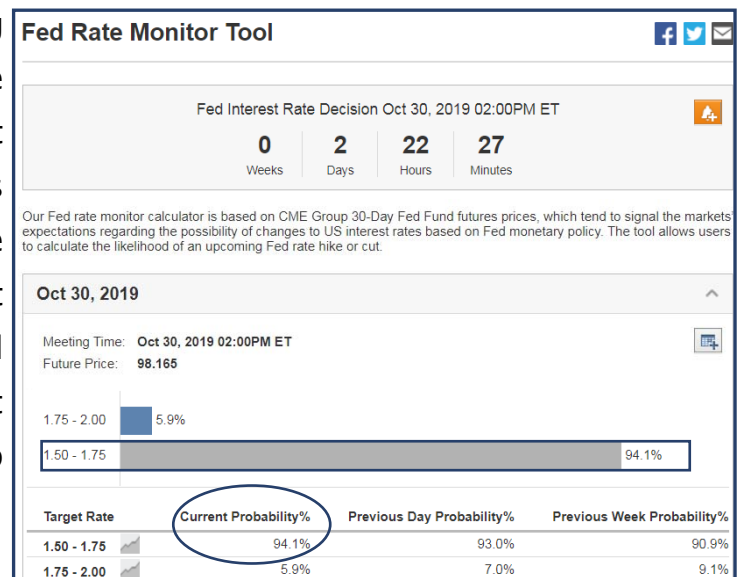 Fed Rate Monitor Tool
Fed Interest Rate Decision Oct 30, 2019 02:00PM ET
0 2 22 27
Weeks Days Hours Minutes
Our Fed rate monitor calculator is based on CME Group 30-Day Fed Fund futures prices, which tend to signal the markets'
expectations regarding the possibility of changes to US interest rates based on Fed monetary policy. The tool allows users
to calculate the likelihood of an upcoming Fed rate hike or cut.
Oct 30, 2019
Meeting Time: Oct 30, 2019 02:00PM ET
Future Price: 98.165
1.75 - 2.00 5.9%
1.50 - 1.75 94.1%
Target Rate Current Probability% Previous Day Probability% Previous Week Probability%
1.50 - 1.75 94.1% 93.0% 90.9%
1.75 - 2.00 5.9% 7.0% 9.1%